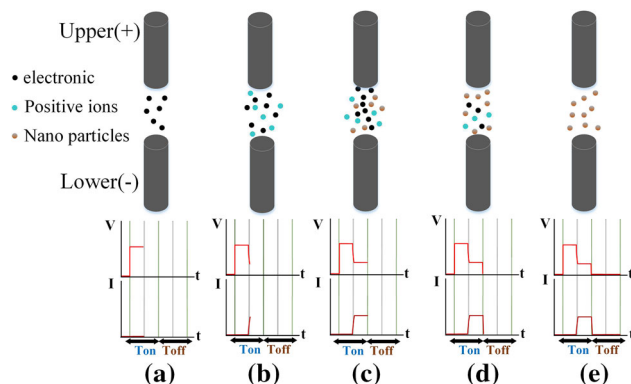 Upper(+)
electronic
Positive ions
Nano particles
Lower(-)
V t V t V t V t V t
I t I t I t I t I t
Ton Toff Ton Toff Ton Toff Ton Toff Ton Toff
(a) (b) (c) (d) (e)